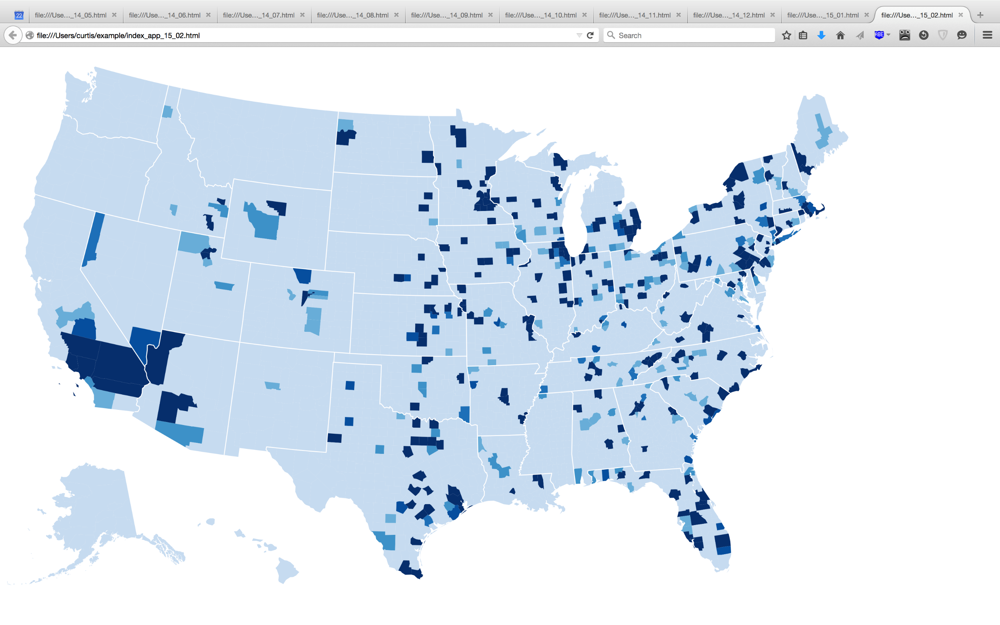 22
file:///Use..._14_05.html
file:///Use..._14_06.html
file:///Use..._14_07.html
file:///Use..._14_08.html
file:///Use..._14_09.html
file:///Use..._14_10.html
file:///Use..._14_11.html
file:///Use..._14_12.html
file:///Use..._15_01.html
file:///Use..._15_02.html
file:///Users/curtis/example/index_app_15_02.html
Search
ABE